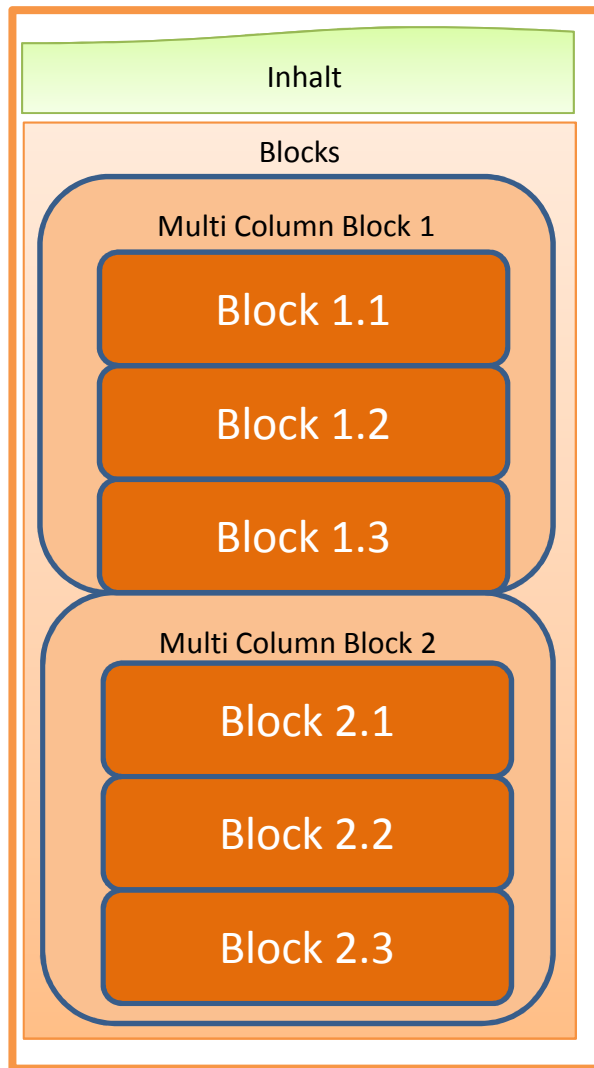 Inhalt
Blocks
Multi Column Block 1
Block 1.1
Block 1.2
Block 1.3
Multi Column Block 2
Block 2.1
Block 2.2
Block 2.3